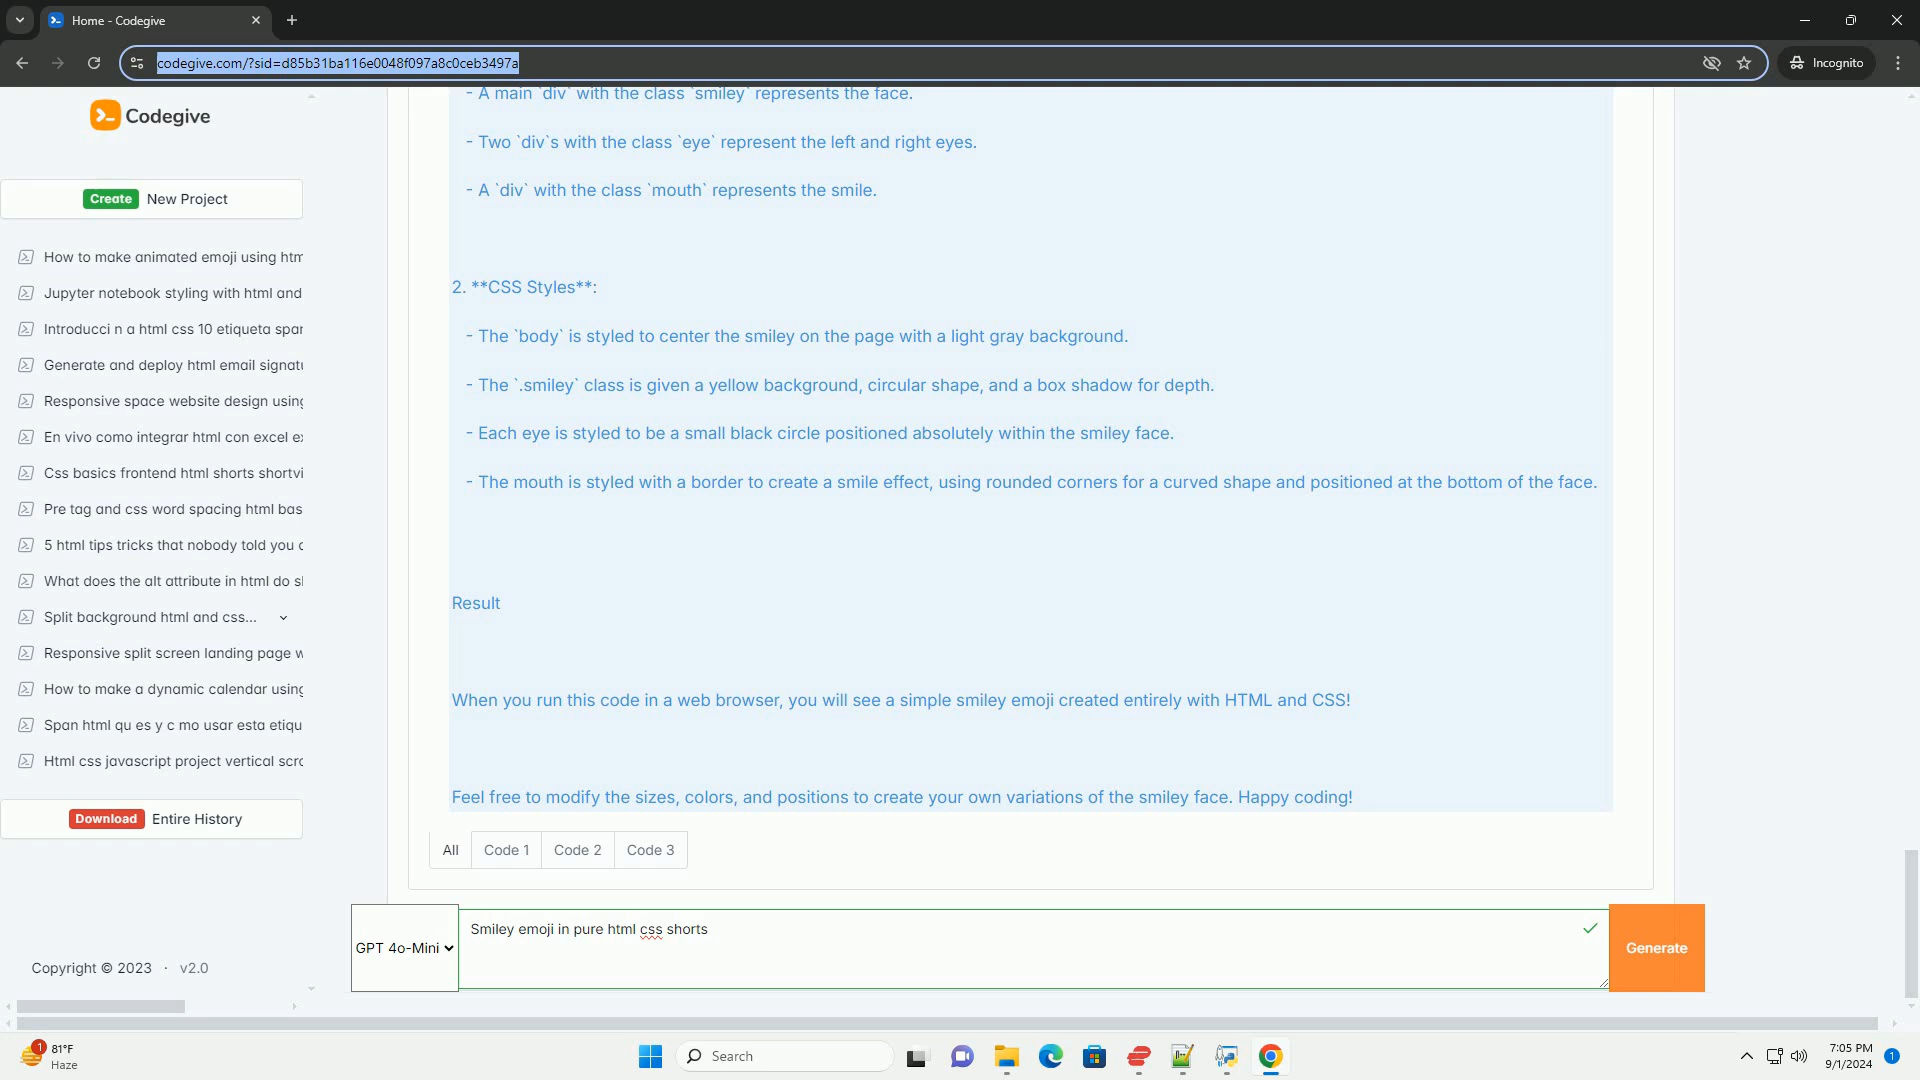 Home - Codegive
codegive.com/?sid=d85b31ba116e0048f097a8c0ceb3497a
Incognito
Codegive
Create New Project
How to make animated emoji using htm
Jupyter notebook styling with html and
Introducci n a html css 10 etiqueta spar
Generate and deploy html email signatu
Responsive space website design using
En vivo como integrar html con excel ex
Css basics frontend html shorts shortvi
Pre tag and css word spacing html bas
5 html tips tricks that nobody told you c
What does the alt attribute in html do sl
Split background html and css...
Responsive split screen landing page w
How to make a dynamic calendar using
Span html qu es y c mo usar esta etiqu
Html css javascript project vertical scro
Download Entire History
Copyright © 2023 · v2.0
- A main `div` with the class `smiley` represents the face.
- Two `div`s with the class `eye` represent the left and right eyes.
- A `div` with the class `mouth` represents the smile.
2. **CSS Styles**:
- The `body` is styled to center the smiley on the page with a light gray background.
- The `.smiley` class is given a yellow background, circular shape, and a box shadow for depth.
- Each eye is styled to be a small black circle positioned absolutely within the smiley face.
- The mouth is styled with a border to create a smile effect, using rounded corners for a curved shape and positioned at the bottom of the face.
Result
When you run this code in a web browser, you will see a simple smiley emoji created entirely with HTML and CSS!
Feel free to modify the sizes, colors, and positions to create your own variations of the smiley face. Happy coding!
All Code 1 Code 2 Code 3
GPT 4o-Mini
Smiley emoji in pure html css shorts
Generate
1
81°F
Haze
Search
7:05 PM
9/1/2024
1